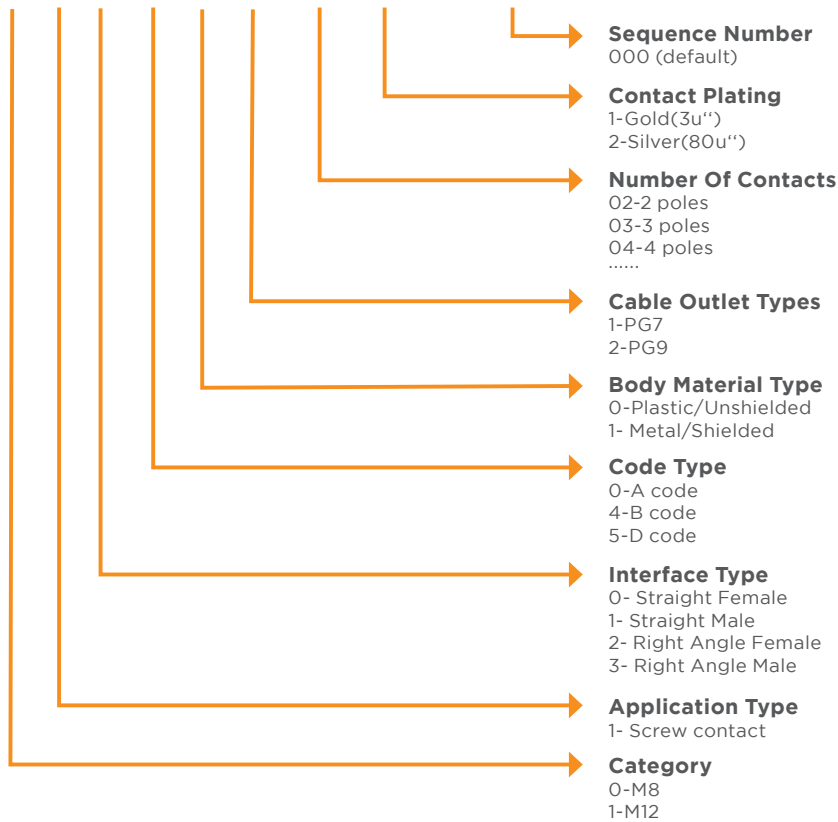 Sequence Number
000 (default)
Contact Plating
1-Gold(3u“)
2-Silver(80u“)
Number Of Contacts
02-2 poles
03-3 poles
04-4 poles
......
Cable Outlet Types
1-PG7
2-PG9
Body Material Type
0-Plastic/Unshielded
1- Metal/Shielded
Code Type
0-A code
4-B code
5-D code
Interface Type
0- Straight Female
1- Straight Male
2- Right Angle Female
3- Right Angle Male
Application Type
1- Screw contact
Category
0-M8
1-M12